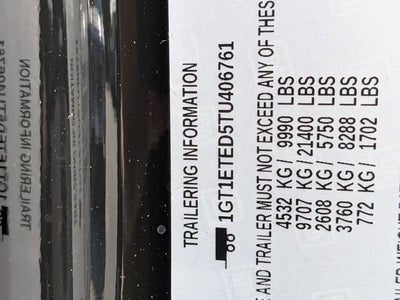 TRAILERING INFORMATION
1GT1ETED5TU406761
E AND TRAILER MUST NOT EXCEED ANY OF THES
4532 KG / 9990 LBS
9707 KG / 21400 LBS
2608 KG / 5750 LBS
3760 KG / 8288 LBS
772 KG / 1702 LBS
TRAILERING INFORMATION